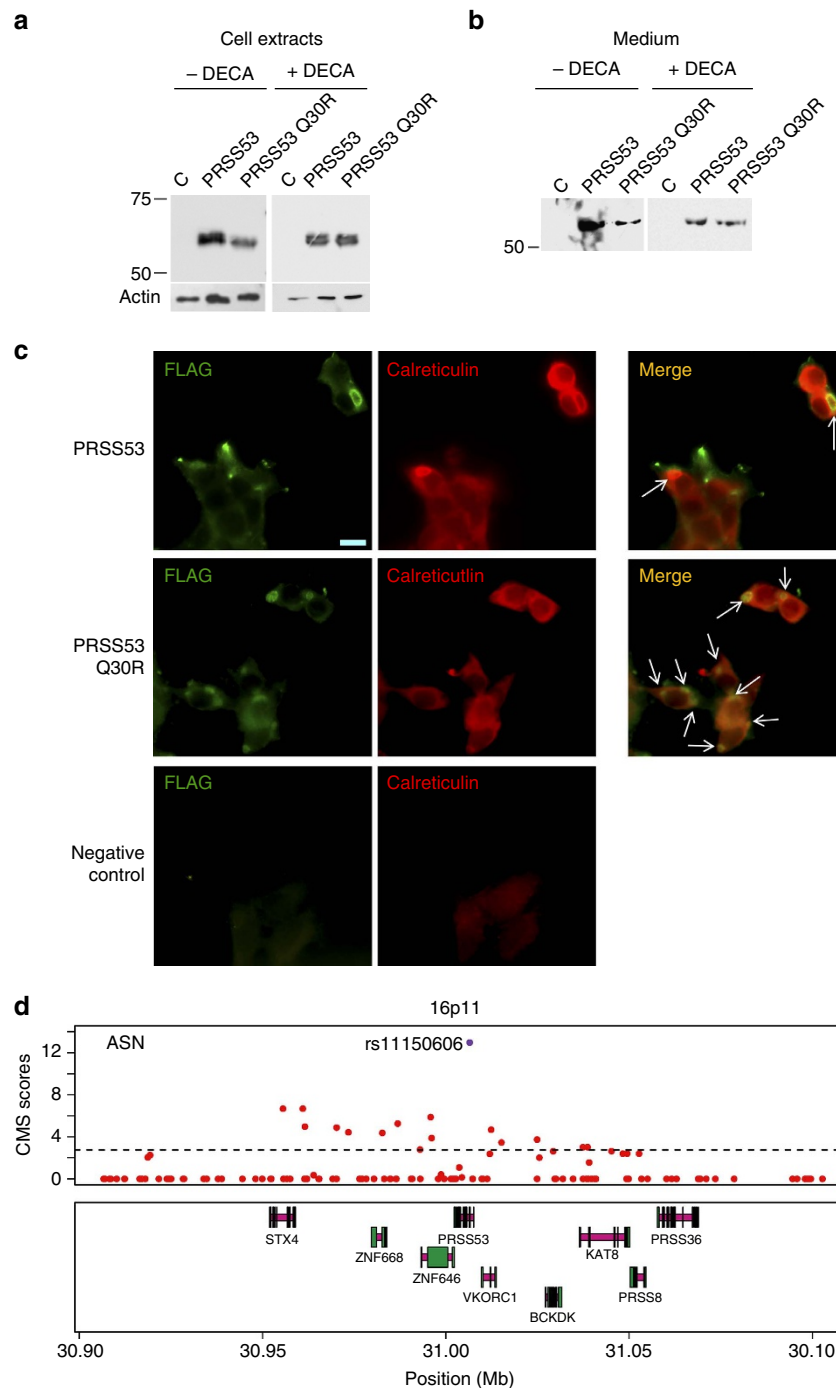 a
Cell extracts
– DECA
+ DECA
C
PRSS53
PRSS53 Q30R
C
PRSS53
PRSS53 Q30R
75
50
Actin
b
Medium
– DECA
+ DECA
C
PRSS53
PRSS53 Q30R
C
PRSS53
PRSS53 Q30R
50
c
FLAG
Calreticulin
Merge
PRSS53
FLAG
Calreticutlin
Merge
PRSS53
Q30R
FLAG
Calreticulin
Negative
control
d
16p11
ASN
rs11150606
CMS scores
12
8
4
0
STX4
ZNF668
PRSS53
ZNF646
VKORC1
BCKDK
KAT8
PRSS36
PRSS8
30.90
30.95
31.00
31.05
30.10
Position (Mb)